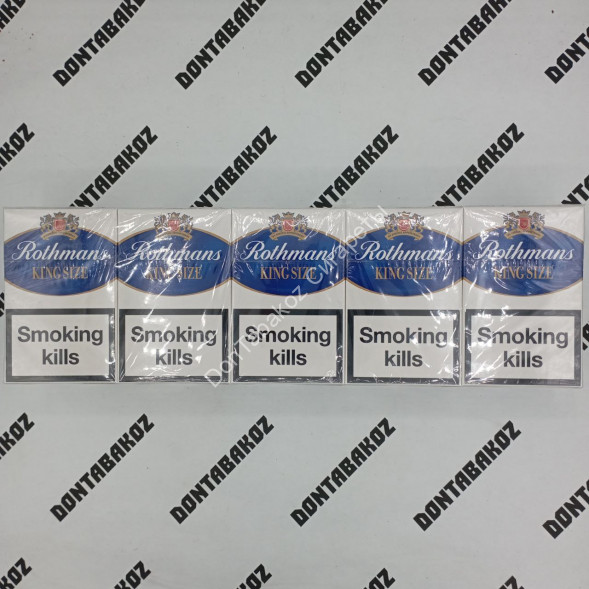 DONTABAKOZ
DONTABAKOZ
DONTABAKOZ
DONTABAKOZ
DONTABAKOZ
DONTABAKOZ
DONTABAKOZ
DONTABAKOZ
Rothmans Rothmans Rothmans Rothmans Rothmans
KING SIZE KING SIZE KING SIZE KING SIZE KING SIZE
Smoking Smoking Smoking Smoking Smoking
kills kills kills kills kills
DonTabakoz Сигареты
DONTABAKOZ
DONTABAKOZ
DONTABAKOZ
DONTABAKOZ
DONTABAKOZ